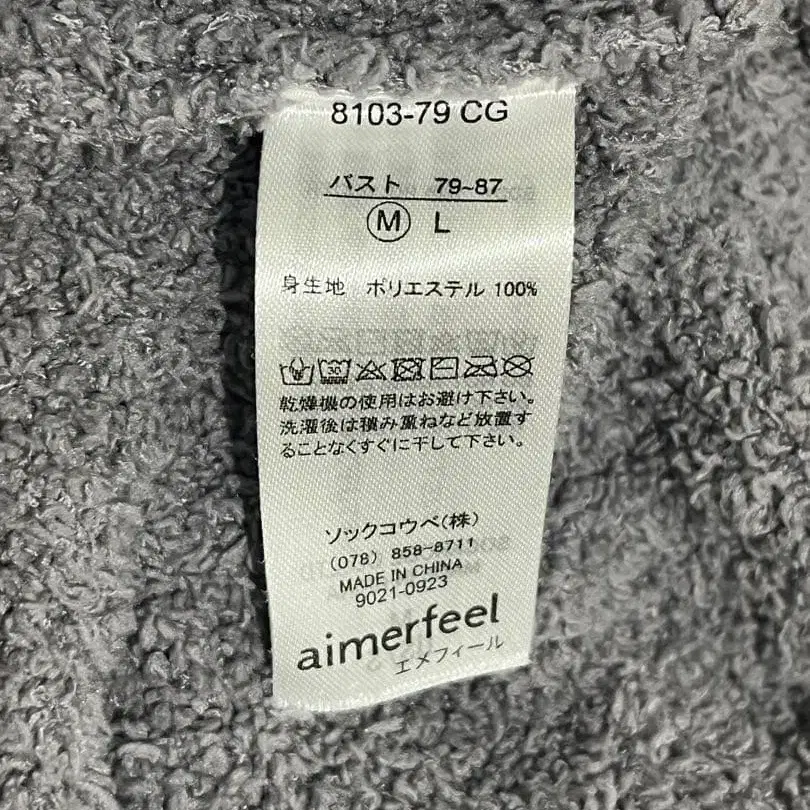 8103-79 CG
バスト 79~87
M L
身生地 ポリエステル 100%
30
乾燥機の使用はお避け下さい。
洗濯後は積み重ねなど放置す
ることなくすぐに干して下さい。
ソックコウベ(株)
(078) 858-8711
MADE IN CHINA
9021-0923
aimerfeel
エメフィール